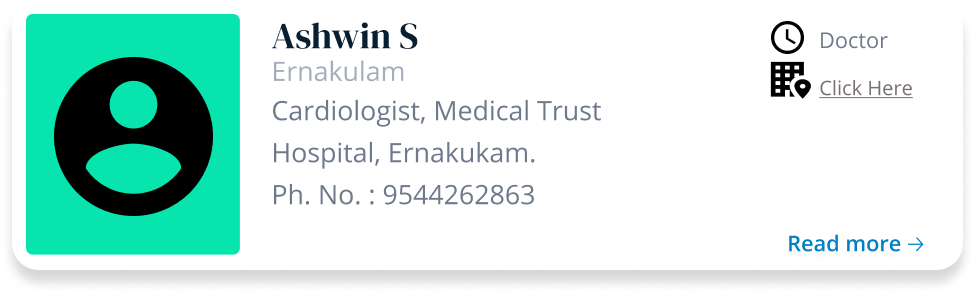 Ashwin S
Ernakulam
Cardiologist, Medical Trust
Hospital, Ernakukam.
Ph. No. : 9544262863
Doctor
Click Here
Read more →